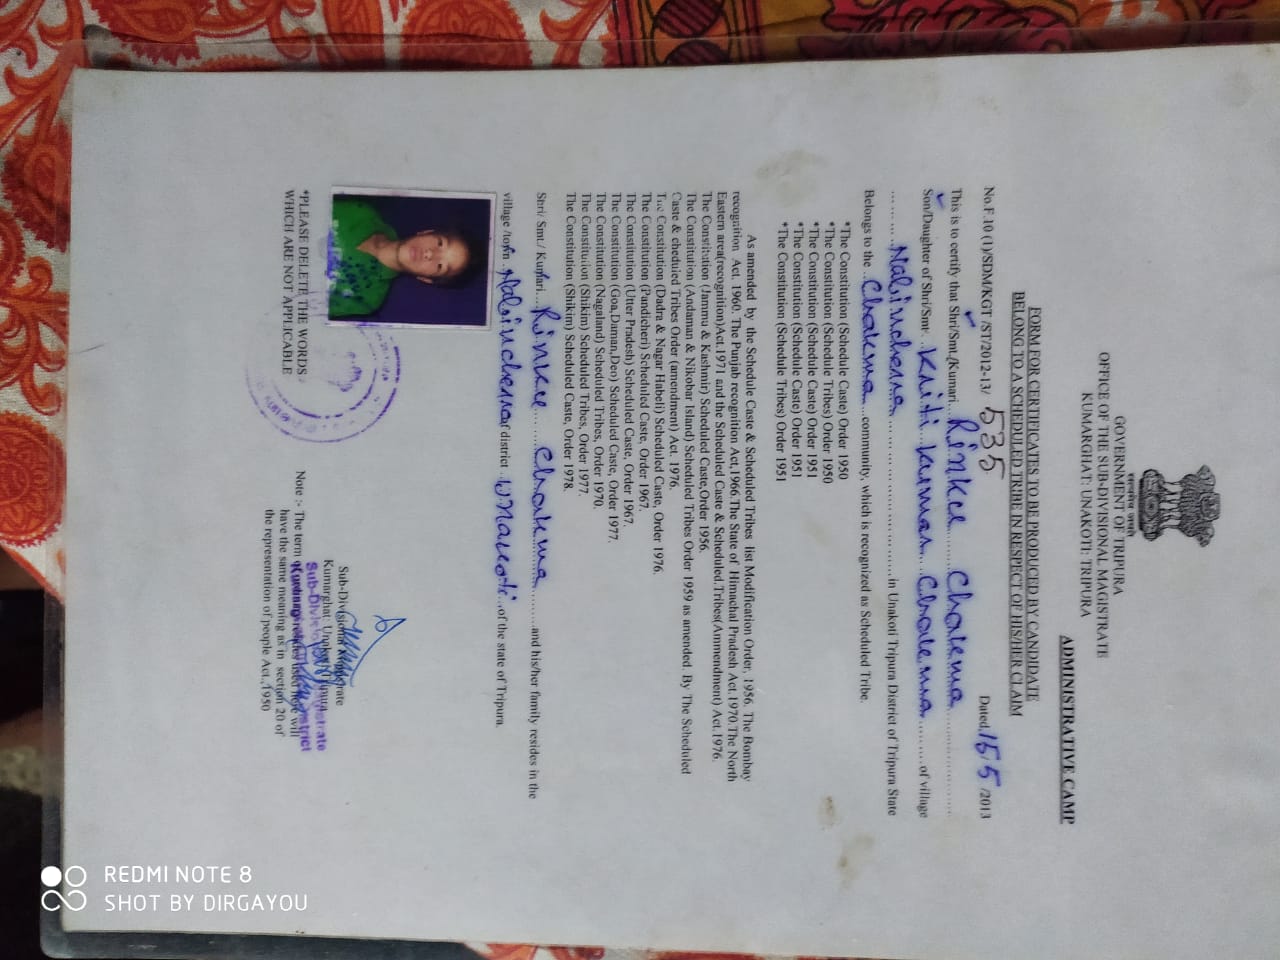 सत्यमेव जयते
GOVERNMENT OF TRIPURA
OFFICE OF THE SUB-DIVISIONAL MAGISTRATE
KUMARGHAT: UNAKOTI: TRIPURA
ADMINISTRATIVE CAMP
FORM FOR CERTIFICATES TO BE PRODUCED BY CANDIDATE
BELONG TO A SCHEDULED TRIBE IN RESPECT OF HIS/HER CLAIM
No.F.10 (1)/SDM/KGT /ST/2012-13/ 535 Dated, 15/5 /2013
This is to certify that Shri/Smt./Kumari.... Rinkee Chakma
Son/Daughter of Shri/Smt. Kriti Kumar Chakma of village
Nabincherra in Unakoti Tripura District of Tripura State
Belongs to the Chakma community, which is recognized as Scheduled Tribe.
*The Constitution (Schedule Caste) Order 1950
*The Constitution (Schedule Tribes) Order 1950
*The Constitution (Schedule Caste) Order 1951
*The Constitution (Schedule Caste) Order 1951
*The Constitution (Schedule Tribes) Order 1951
As amended by the Schedule Caste & Scheduled Tribes list Modification Order, 1956. The Bombay
recognition Act. 1960. The Punjab recognition Act,1966.The State of Himachal Pradesh Act.1970.The North
Eastern area(recognition)Act.1971 and the Scheduled Caste & Scheduled.Tribes(Ammendment) Act.1976.
The Constitution (Jammu & Kashmir) Scheduled Caste,Order 1956.
The Constitution (Andaman & Nikobar Island) Scheduled Tribes Order 1959 as amended. By The Scheduled
Caste & cheduled Tribes Order (amendment) Act. 1976.
The Constitution (Dadra & Nagar Habeli) Scheduled Caste, Order 1976.
The Constitution (Pandicheri) Scheduled Caste, Order 1967.
The Constitution (Utter Pradesh) Scheduled Caste, Order 1967.
The Constitution (Goa,Daman,Deo) Scheduled Caste, Order 1977.
The Constitution (Nagaland) Scheduled Tribes, Order 1970.
The Constitution (Shikim) Scheduled Tribes, Order 1977.
The Constitution (Shikim) Scheduled Caste, Order 1978.
Shri/ Smt./ Kumari.... Rinkee Chakma and his/her family resides in the
village /town Nabincherra of district Unakoti of the state of Tripura.
Sub-Divisional Magistrate
Kumarghat: Unakoti Tripura
*PLEASE DELETE THE WORDS
WHICH ARE NOT APPLICABLE
Note :- The term used here will
have the same meaning as in section 20 of
the representation of people Act.,1950
REDMI NOTE 8
SHOT BY DIRGAYOU